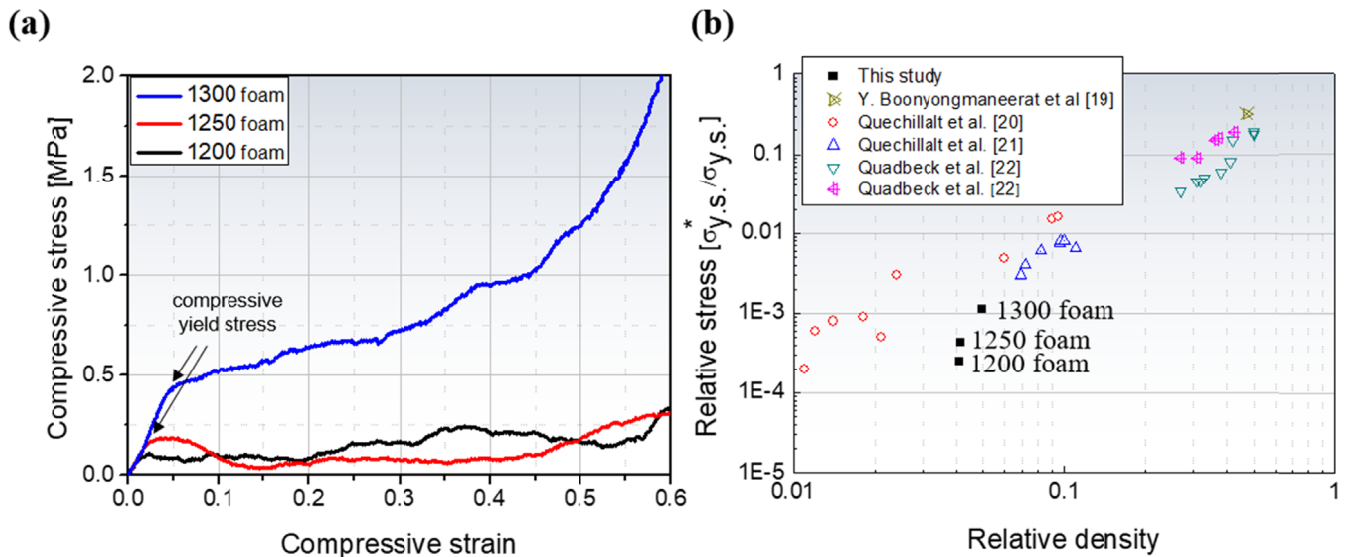 (a)
2.0
1.5
1.0
0.5
0.0
Compressive stress [MPa]
1300 foam
1250 foam
1200 foam
compressive
yield stress
0.0 0.1 0.2 0.3 0.4 0.5 0.6
Compressive strain
(b)
1
0.1
0.01
1E-3
1E-4
1E-5
Relative stress [σ*y.s./σy.s.]
This study
Y. Boonyongmaneerat et al [19]
Quechillalt et al. [20]
Quechillalt et al. [21]
Quadbeck et al. [22]
Quadbeck et al. [22]
1300 foam
1250 foam
1200 foam
0.01 0.1 1
Relative density